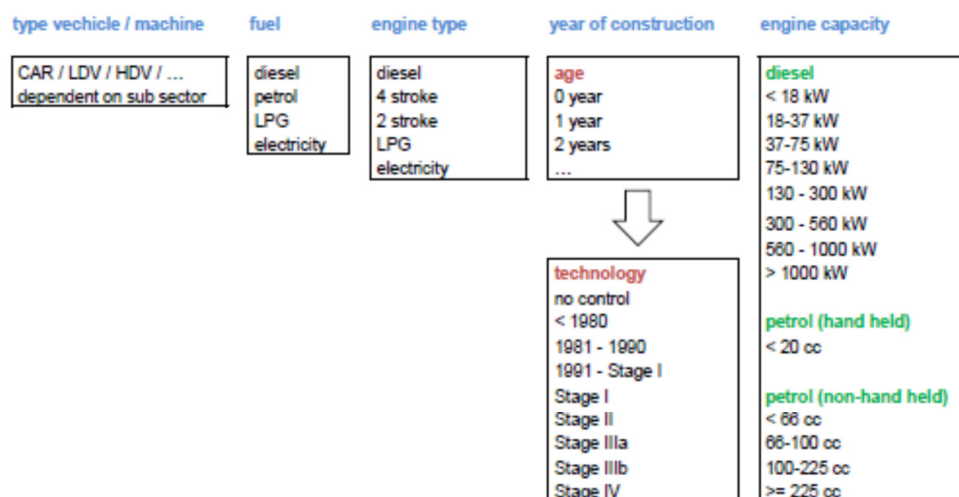 type vechicle / machine
CAR / LDV / HDV / ...
dependent on sub sector
fuel
diesel
petrol
LPG
electricity
engine type
diesel
4 stroke
2 stroke
LPG
electricity
year of construction
age
0 year
1 year
2 years
...
technology
no control
< 1980
1981 - 1990
1991 - Stage I
Stage I
Stage II
Stage IIIa
Stage IIIb
Stage IV
engine capacity
diesel
< 18 kW
18-37 kW
37-75 kW
75-130 kW
130 - 300 kW
300 - 560 kW
560 - 1000 kW
> 1000 kW
petrol (hand held)
< 20 cc
petrol (non-hand held)
< 66 cc
66-100 cc
100-225 cc
>= 225 cc